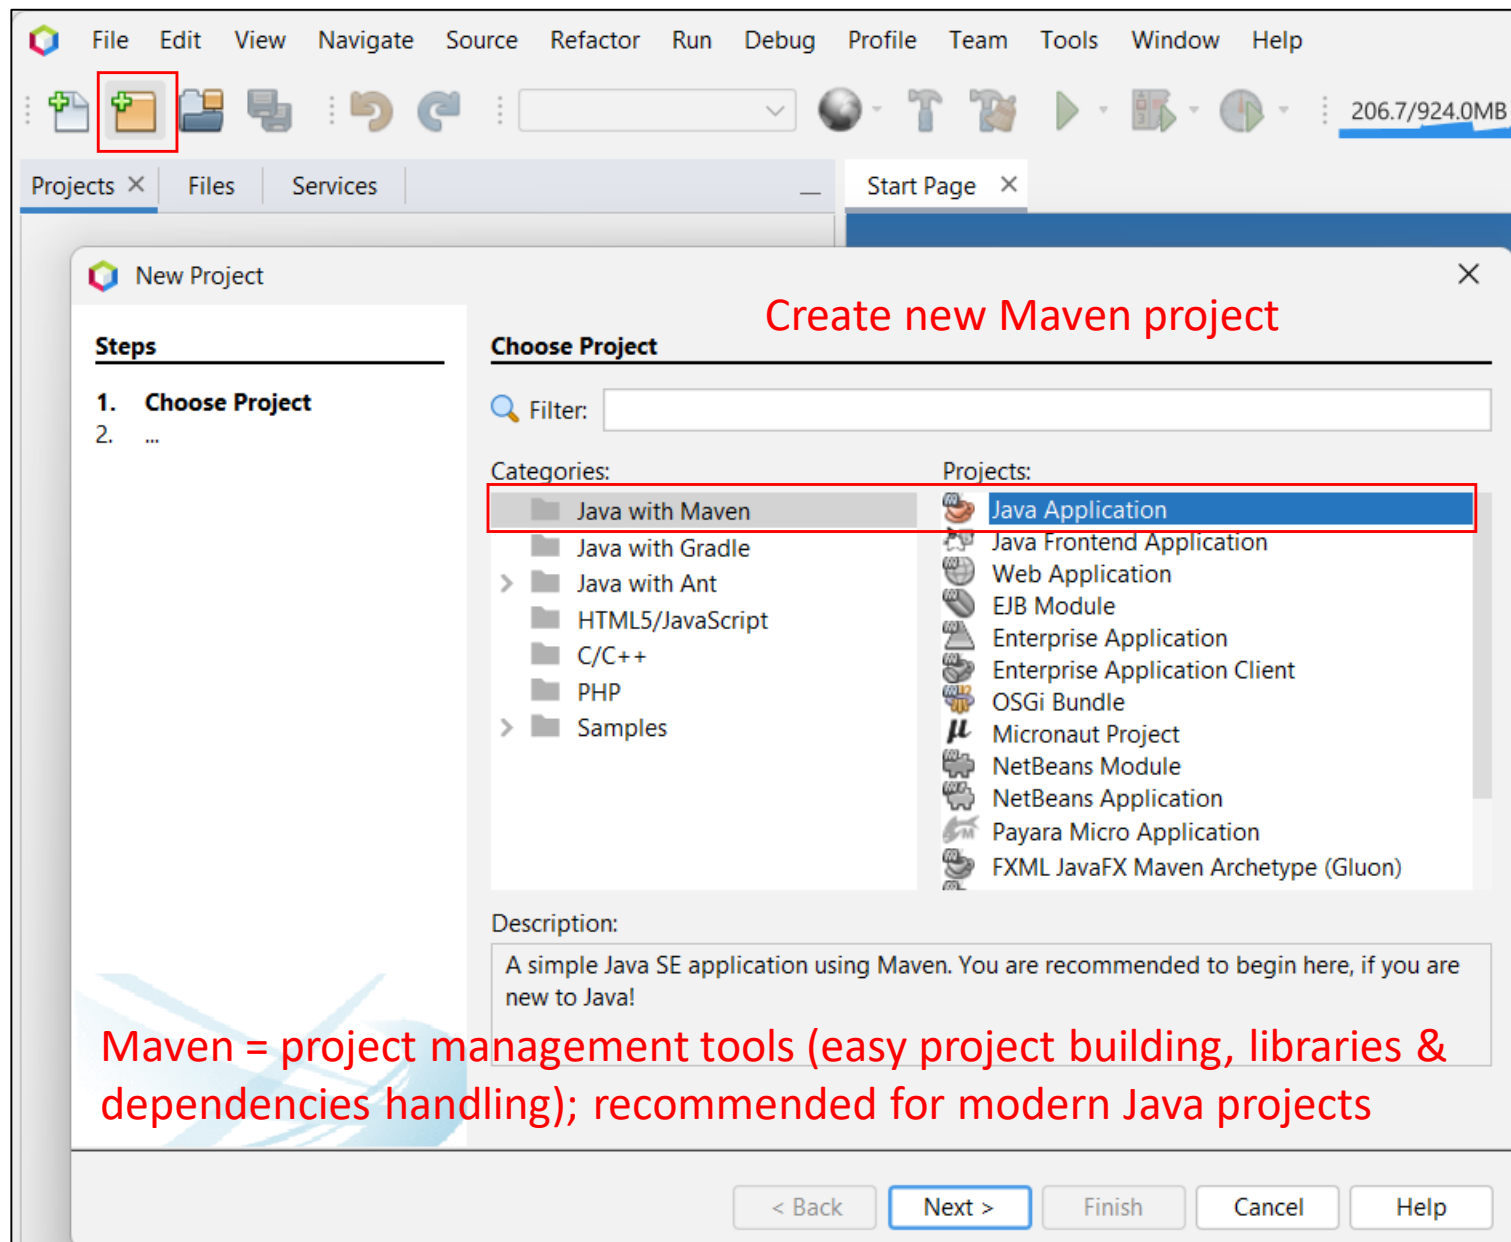 File Edit View Navigate Source Refactor Run Debug Profile Team Tools Window Help
206.7/924.0MB
Projects Files Services Start Page
New Project
Create new Maven project
Steps
1. Choose Project
2. ...
Choose Project
Filter:
Categories:
Java with Maven
Java with Gradle
Java with Ant
HTML5/JavaScript
C/C++
PHP
Samples
Projects:
Java Application
Java Frontend Application
Web Application
EJB Module
Enterprise Application
Enterprise Application Client
OSGi Bundle
Micronaut Project
NetBeans Module
NetBeans Application
Payara Micro Application
FXML JavaFX Maven Archetype (Gluon)
Description:
A simple Java SE application using Maven. You are recommended to begin here, if you are
new to Java!
Maven = project management tools (easy project building, libraries &
dependencies handling); recommended for modern Java projects
< Back Next > Finish Cancel Help